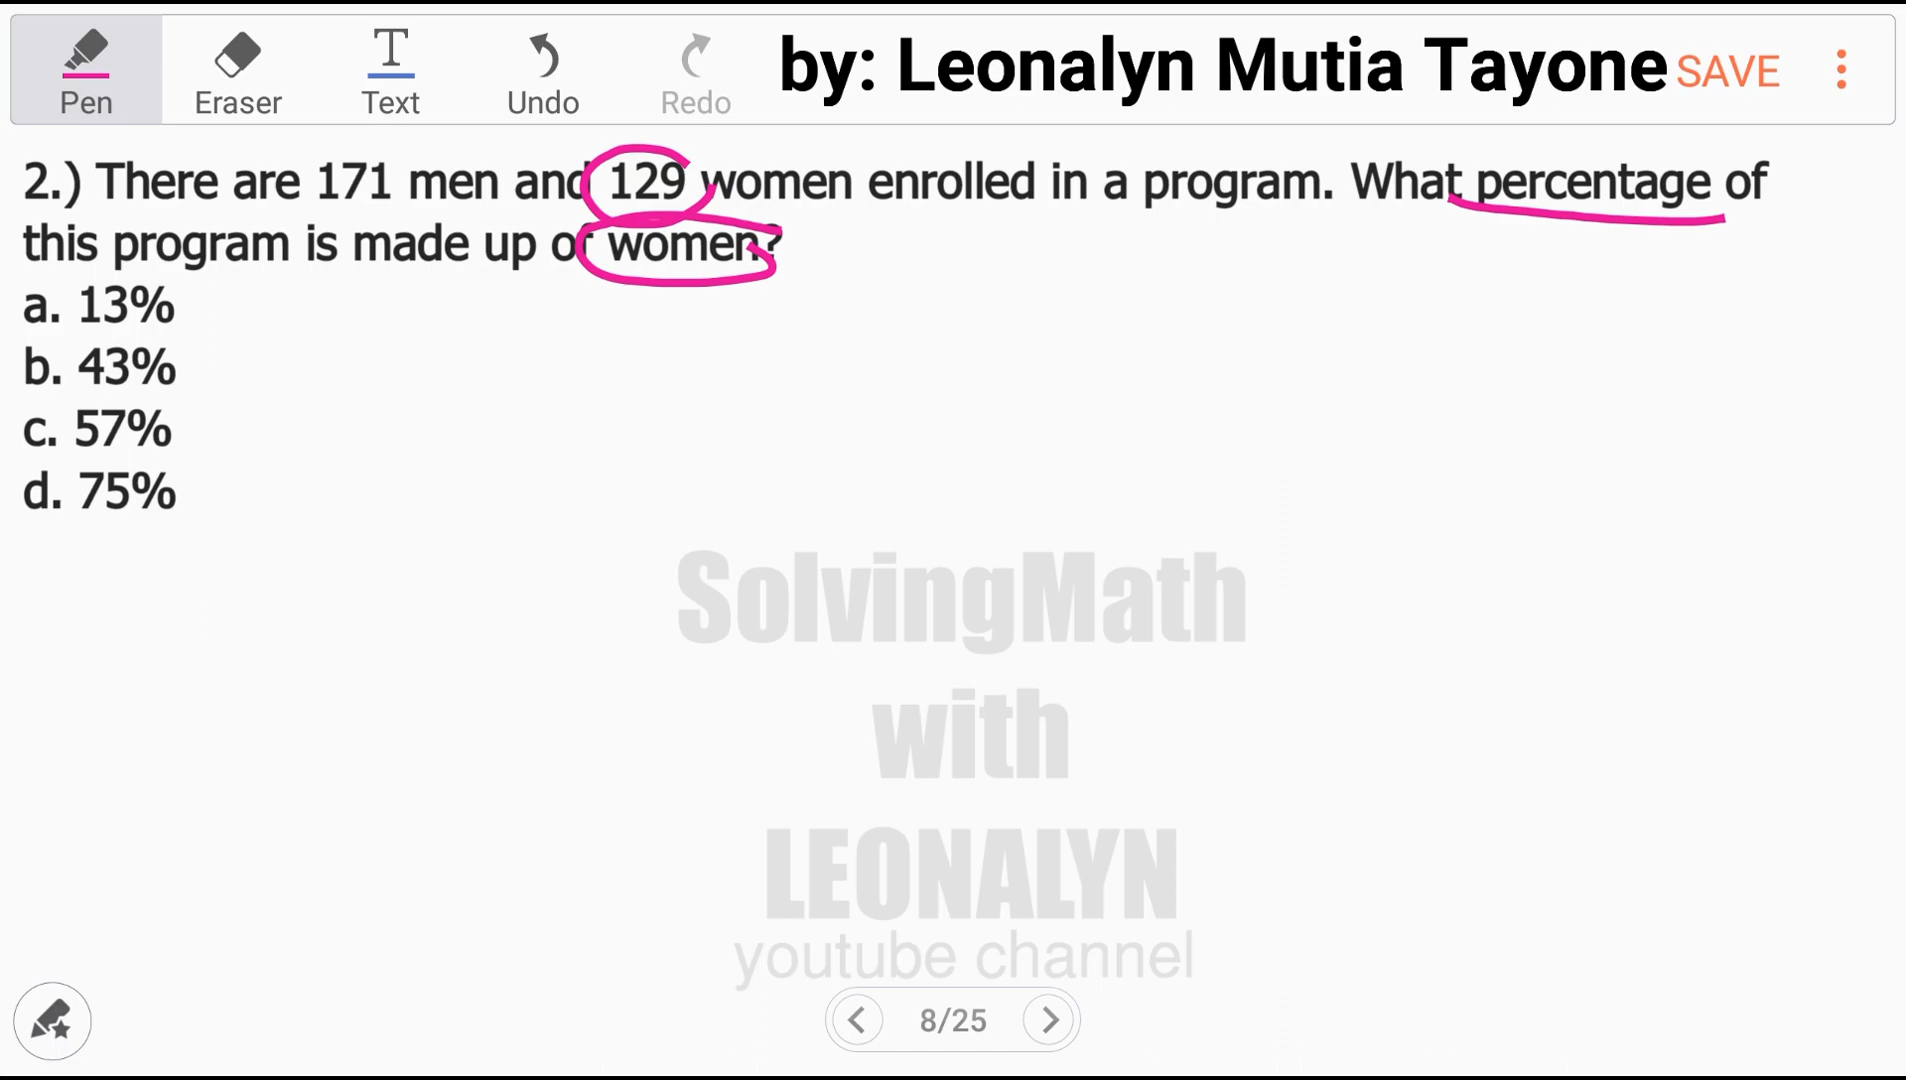 by: Leonalyn Mutia Tayone
SAVE
Pen
Eraser
Text
Undo
Redo
2.) There are 171 men and 129 women enrolled in a program. What percentage of
this program is made up of women?
a. 13%
b. 43%
c. 57%
d. 75%
SolvingMath
with
LEONALYN
youtube channel
8/25